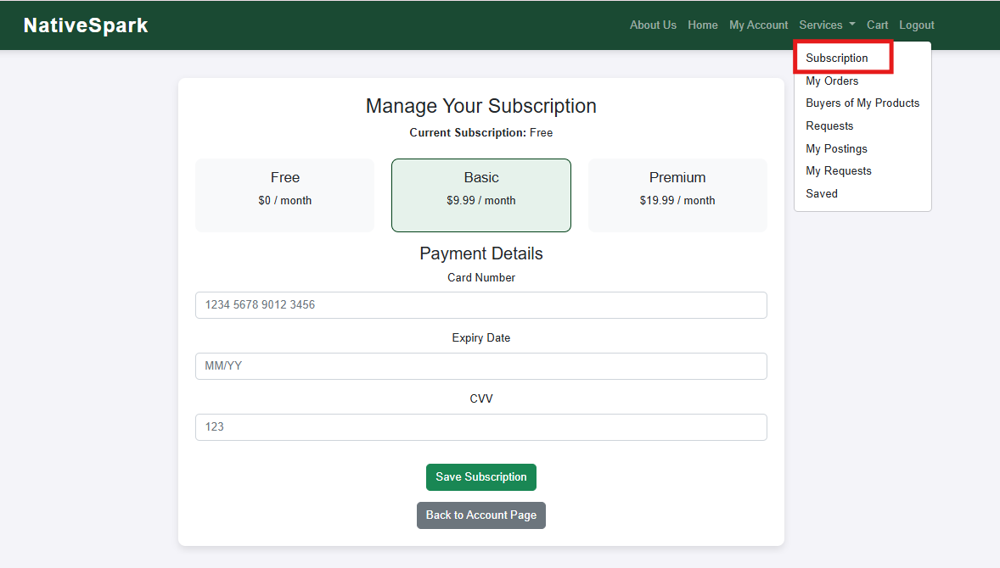 NativeSpark
About Us Home My Account Services Cart Logout
Subscription
My Orders
Buyers of My Products
Requests
My Postings
My Requests
Saved
Manage Your Subscription
Current Subscription: Free
Free
$0 / month
Basic
$9.99 / month
Premium
$19.99 / month
Payment Details
Card Number
1234 5678 9012 3456
Expiry Date
MM/YY
CVV
123
Save Subscription
Back to Account Page